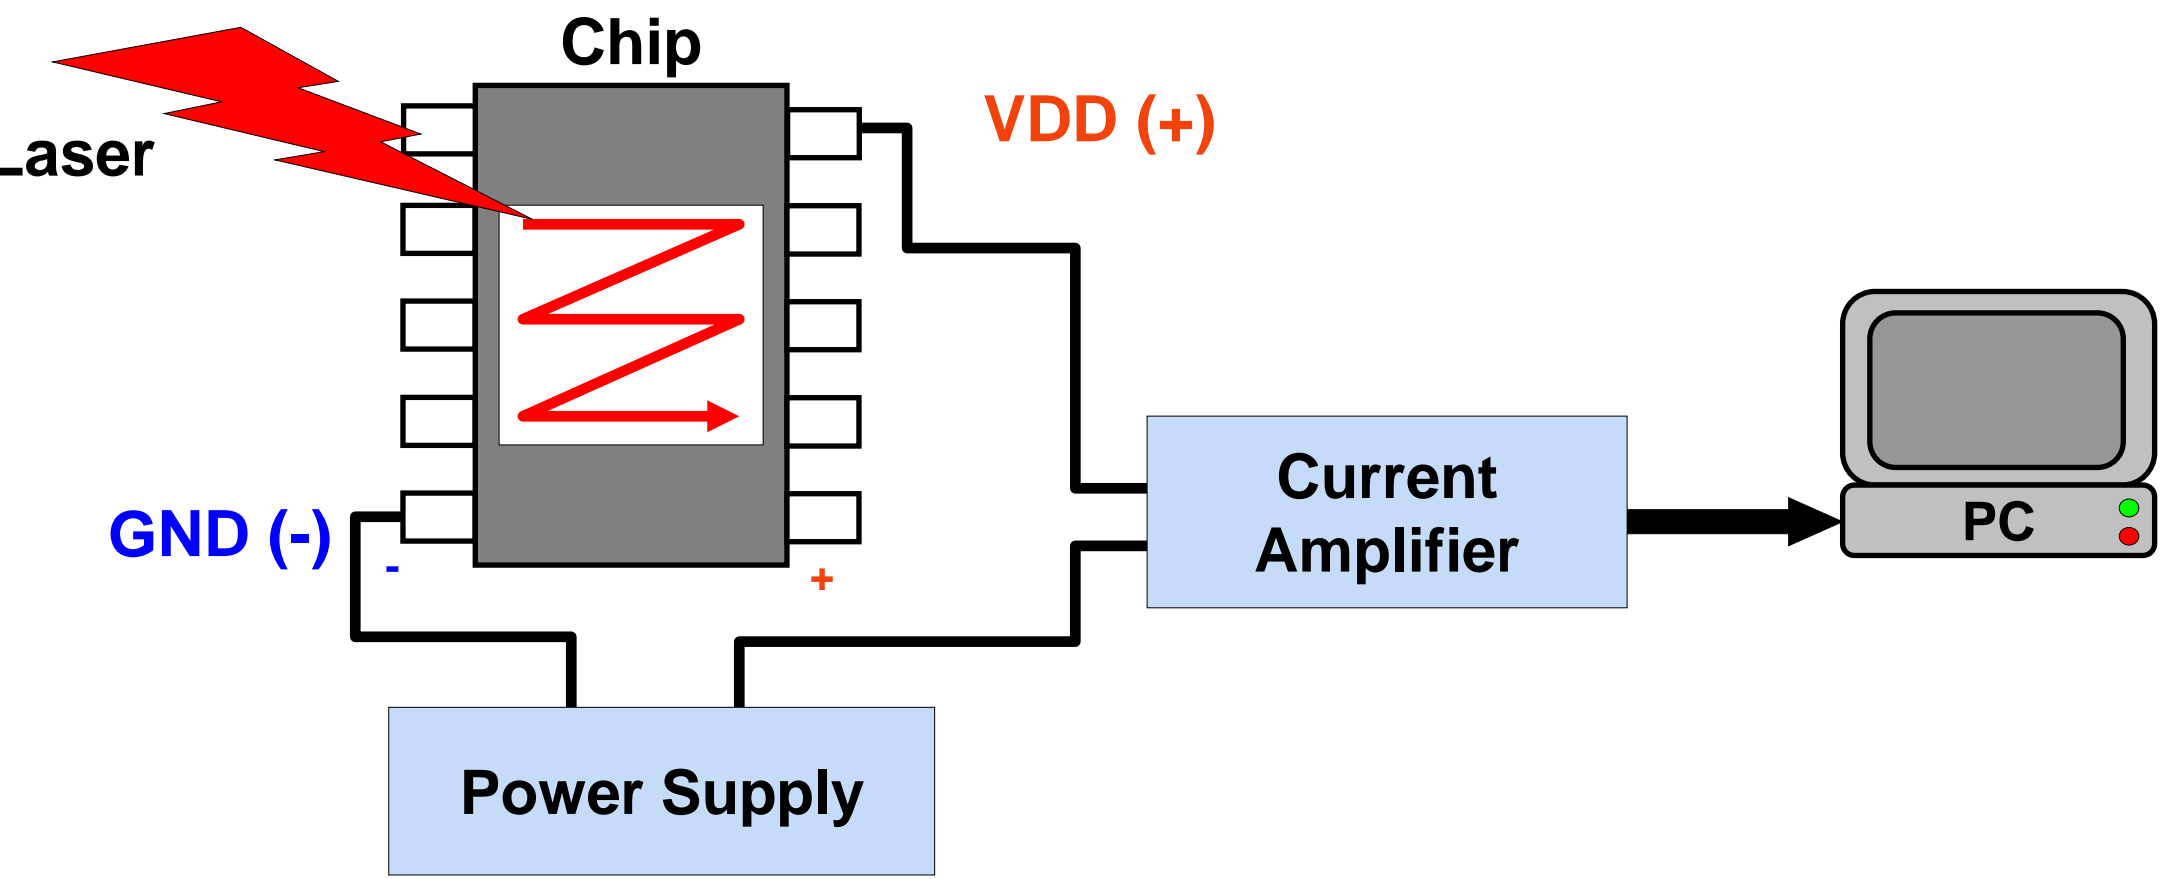 Chip
VDD (+)
Laser
Current
Amplifier
PC
GND (-)
-
+
Power Supply